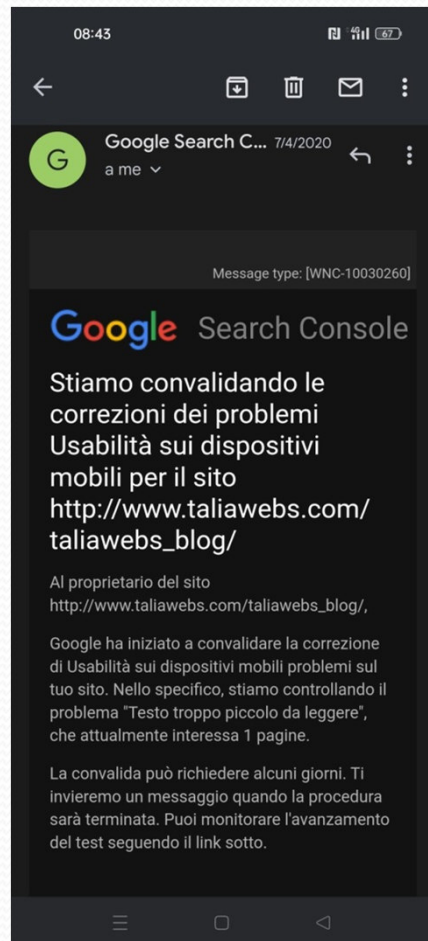 08:43
4G 67
Google Search C... 7/4/2020
G
a me
Message type: [WNC-10030260]
Google Search Console
Stiamo convalidando le
correzioni dei problemi
Usabilità sui dispositivi
mobili per il sito
http://www.taliawebs.com/
taliawebs_blog/
Al proprietario del sito
http://www.taliawebs.com/taliawebs_blog/,
Google ha iniziato a convalidare la correzione
di Usabilità sui dispositivi mobili problemi sul
tuo sito. Nello specifico, stiamo controllando il
problema "Testo troppo piccolo da leggere",
che attualmente interessa 1 pagine.
La convalida può richiedere alcuni giorni. Ti
invieremo un messaggio quando la procedura
sarà terminata. Puoi monitorare l'avanzamento
del test seguendo il link sotto.